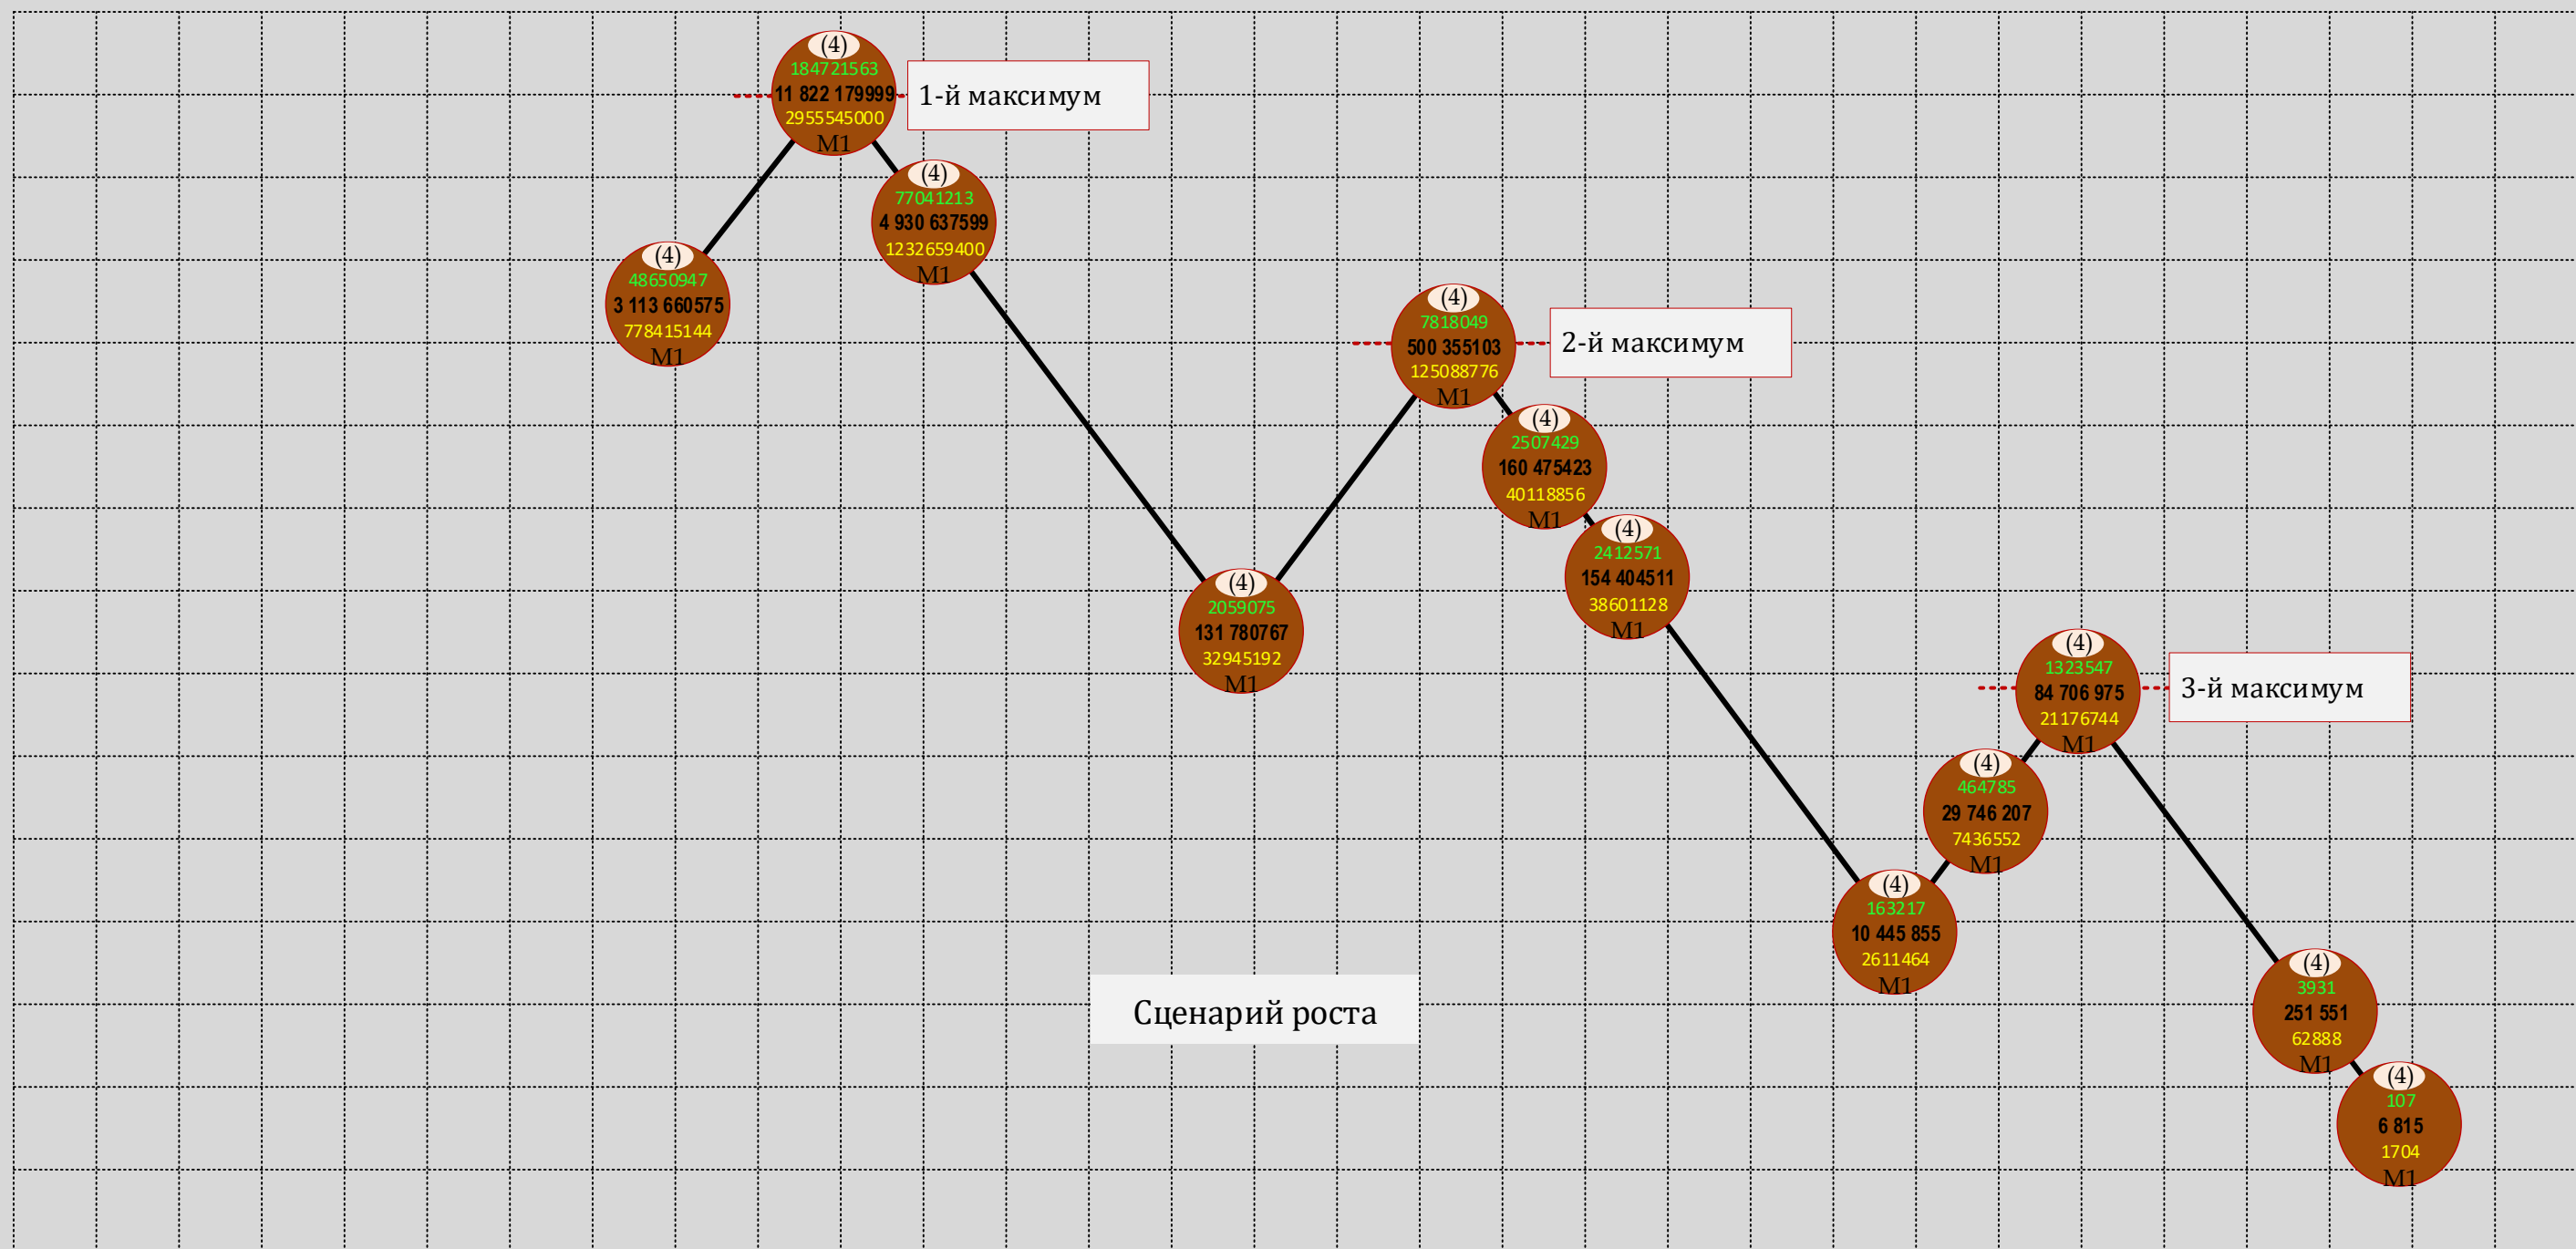 (4)
184721563
11 822 179999
2955545000
M1
1-й максимум
(4)
77041213
4 930 637599
1232659400
M1
(4)
48650947
3 113 660575
778415144
M1
(4)
7818049
500 355103
125088776
M1
2-й максимум
(4)
2507429
160 475423
40118856
M1
(4)
2412571
154 404511
38601128
M1
(4)
2059075
131 780767
32945192
M1
(4)
1323547
84 706 975
21176744
M1
3-й максимум
(4)
464785
29 746 207
7436552
M1
(4)
163217
10 445 855
2611464
M1
(4)
3931
251 551
62888
M1
Сценарий роста
(4)
107
6 815
1704
M1